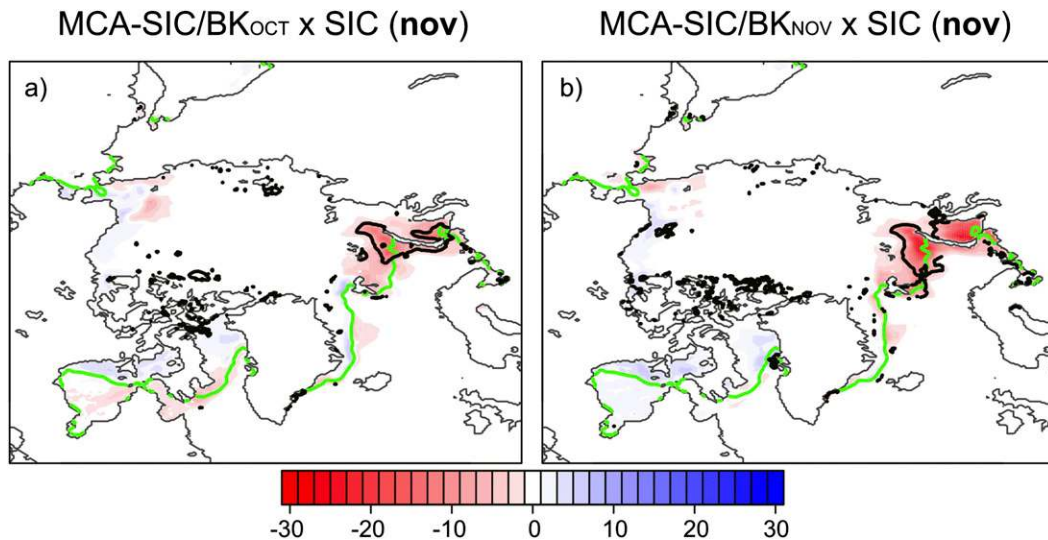 MCA-SIC/BKOCT x SIC (nov) MCA-SIC/BKNOV x SIC (nov)
a) b)
-30 -20 -10 0 10 20 30